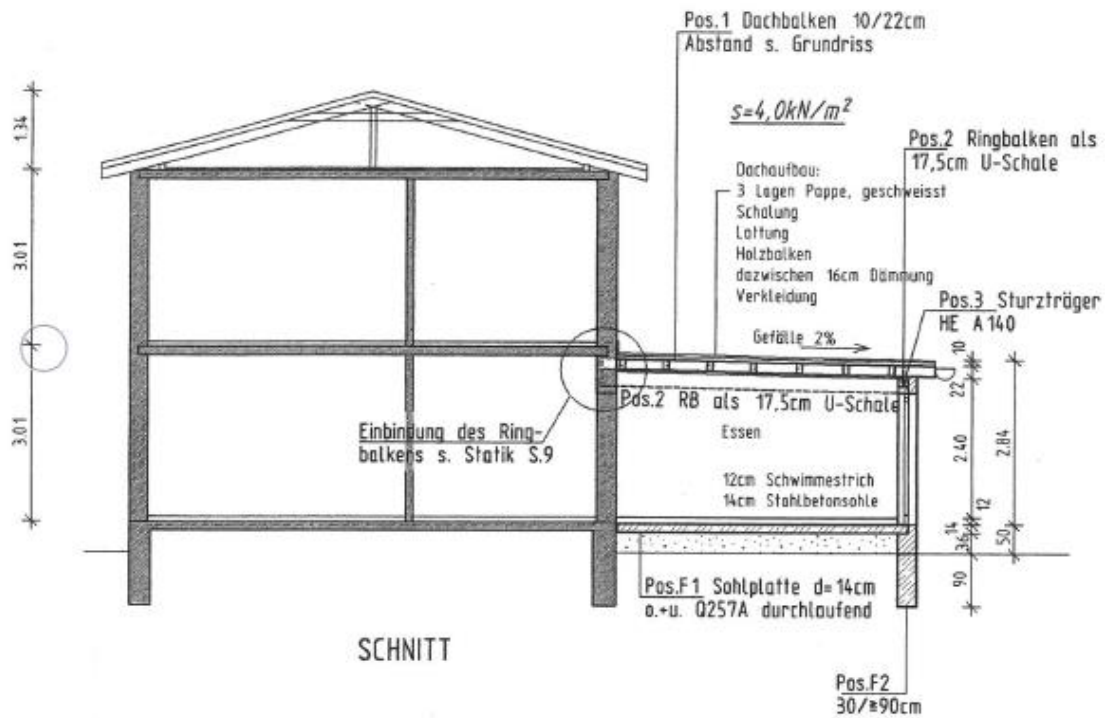 Pos.1 Dachbalken 10/22cm
Abstand s. Grundriss
s=4,0kN/m²
Pos.2 Ringbalken als
17,5cm U-Schale
Dachaufbau:
3 Lagen Pappe, geschweisst
Schalung
Lattung
Holzbalken
dazwischen 16cm Dämmung
Verkleidung
Pos.3 Sturzträger
HE A 140
Gefälle 2%
1.34
3.01
3.01
10
22
2.40
2.84
12
14
36
50
90
Pos.2 RB als 17,5cm U-Schale
Einbindung des Ring-
balkens s. Statik S.9
Essen
12cm Schwimmestrich
14cm Stahlbetonsohle
Pos.F1 Sohlplatte d=14cm
o.+u. Q257A durchlaufend
SCHNITT
Pos.F2
30/≥90cm